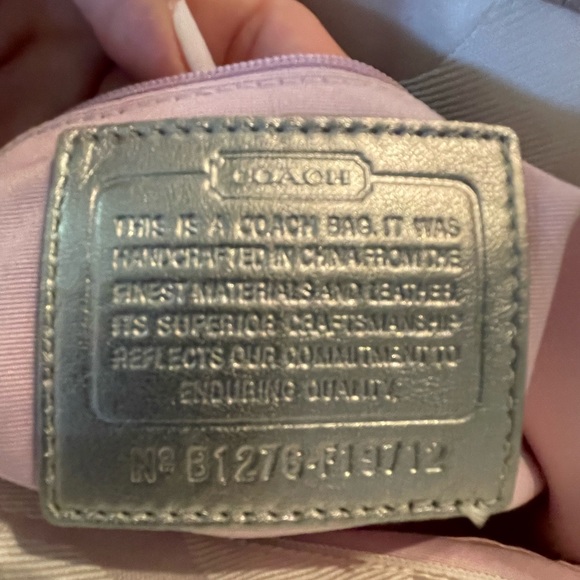 COACH
THIS IS A COACH BAG. IT WAS
HANDCRAFTED IN CHINA FROM THE
FINEST MATERIALS AND LEATHER.
ITS SUPERIOR CRAFTSMANSHIP
REFLECTS OUR COMMITMENT TO
ENDURING QUALITY.
Nº B1276-F19712